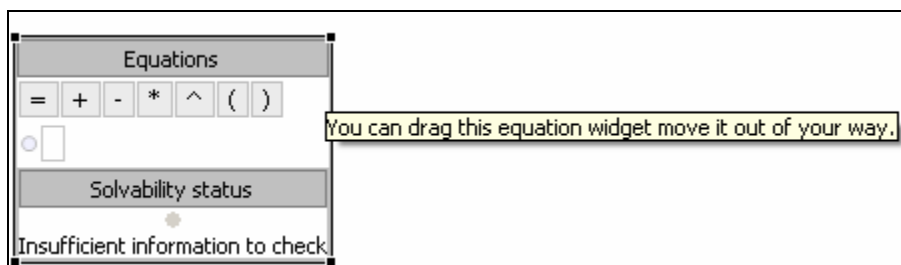 Equations
= + - * ^ ( )
You can drag this equation widget move it out of your way.
Solvability status
Insufficient information to check